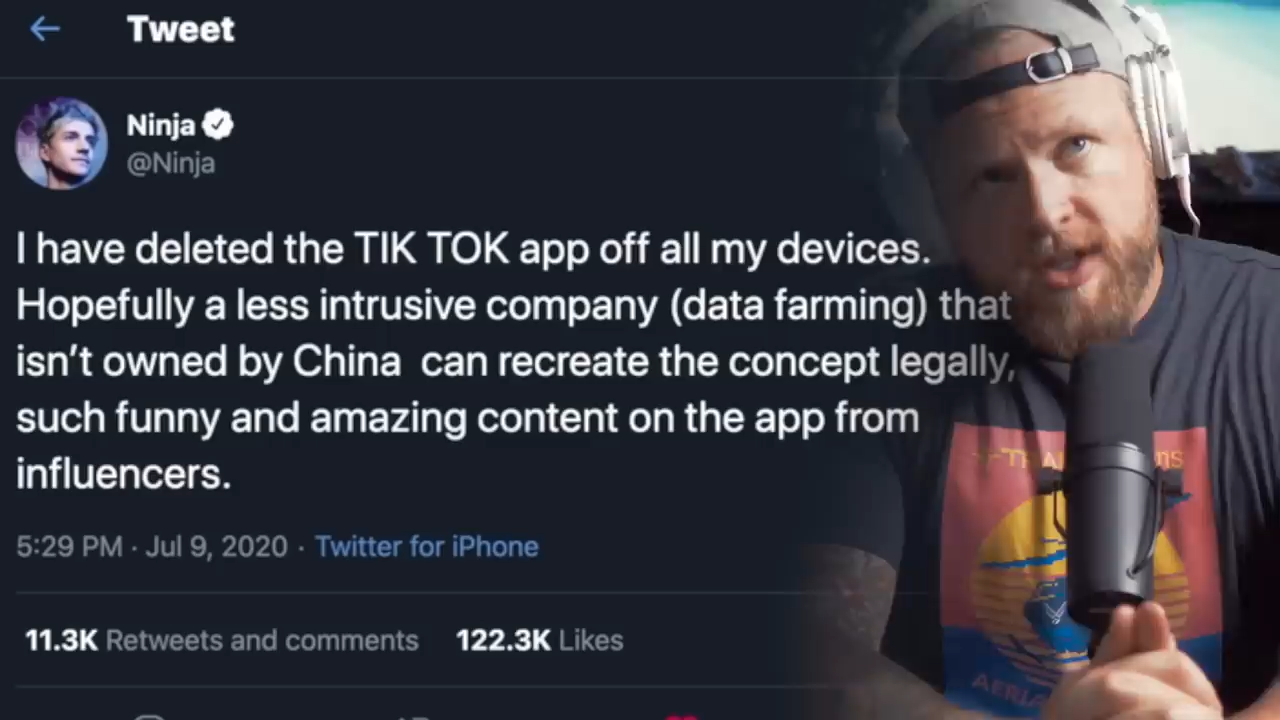 Tweet
Ninja
@Ninja
I have deleted the TIK TOK app off all my devices.
Hopefully a less intrusive company (data farming) that
isn't owned by China can recreate the concept legally,
such funny and amazing content on the app from
influencers.
5:29 PM · Jul 9, 2020 · Twitter for iPhone
11.3K Retweets and comments 122.3K Likes